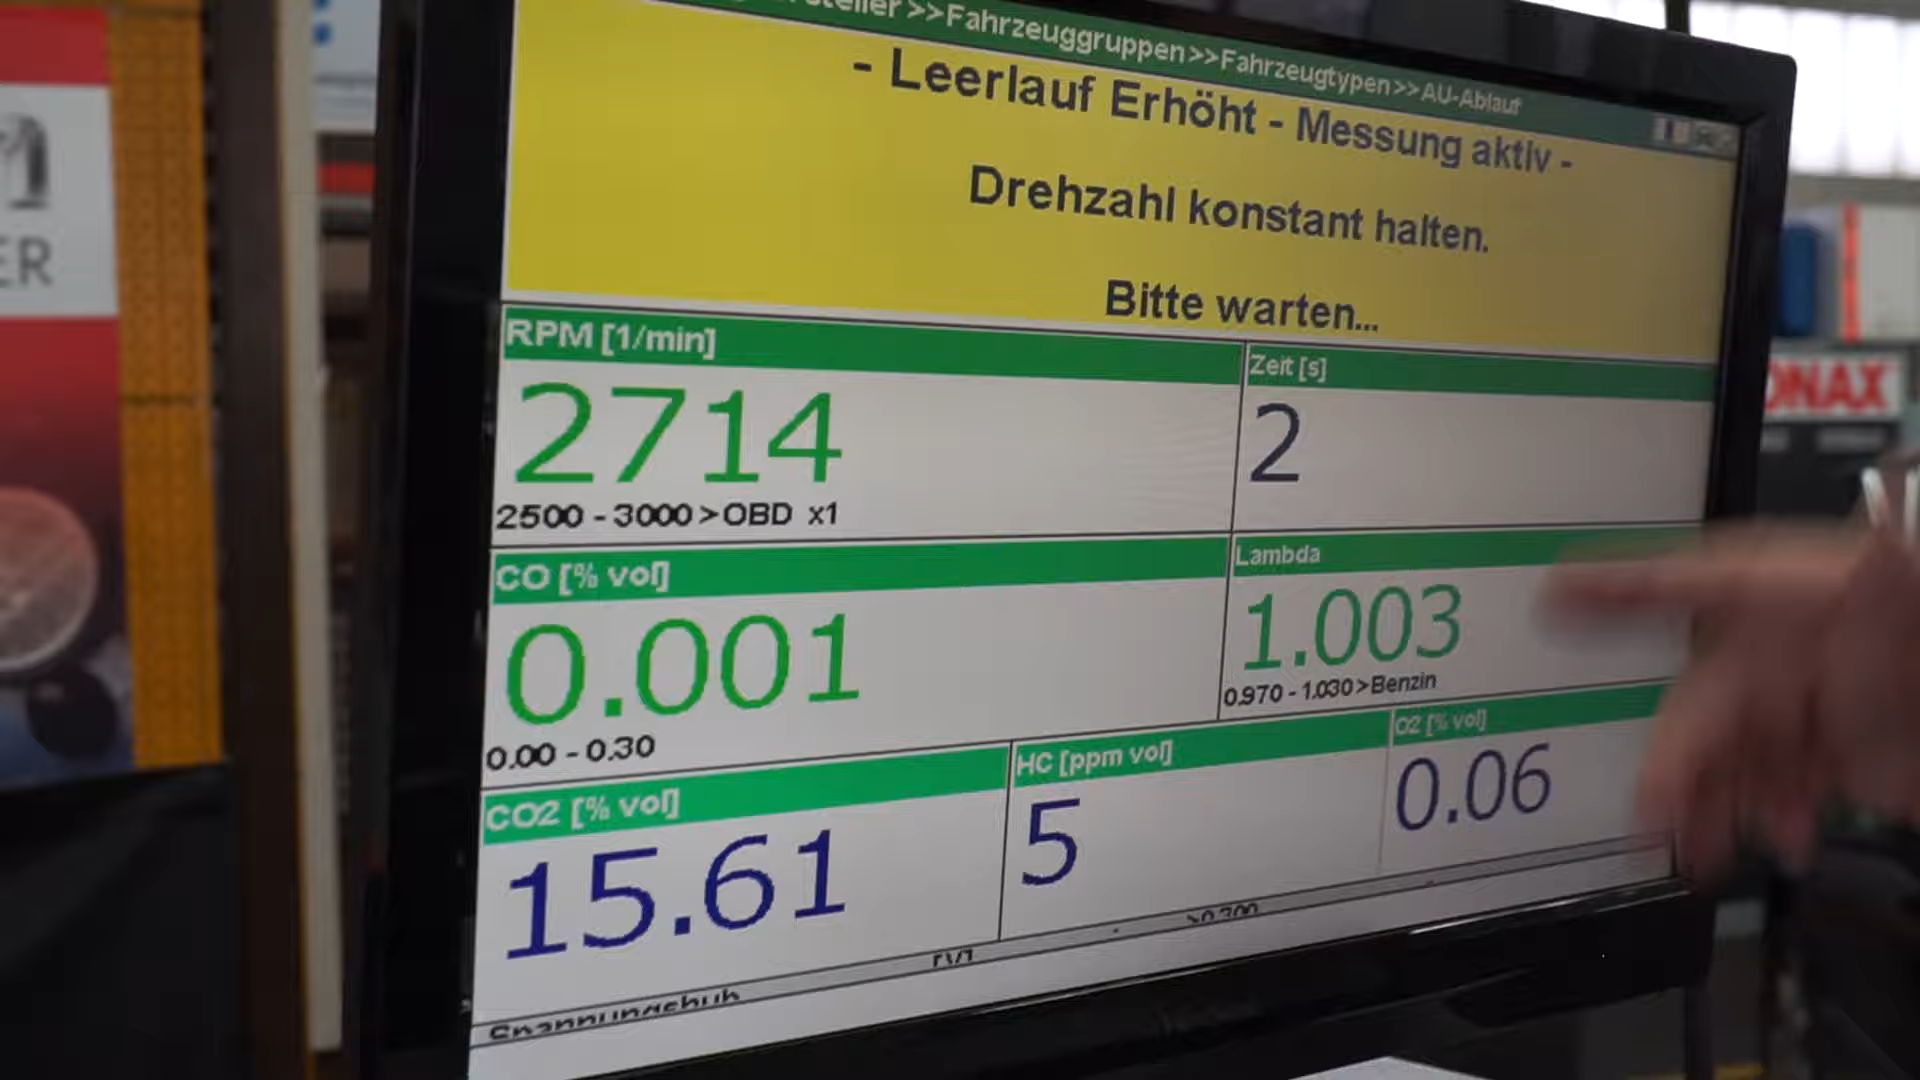 >>Fahrzeuggruppen>>Fahrzeugtypen>>AU-Ablauf
- Leerlauf Erhöht - Messung aktiv -
Drehzahl konstant halten.
Bitte warten...
RPM [1/min]
2714
2500 - 3000 > OBD x1
Zeit [s]
2
CO [% vol]
0.001
0.00 - 0.30
Lambda
1.003
0.970 - 1.030 > Benzin
CO2 [% vol]
15.61
HC [ppm vol]
5
O2 [% vol]
0.06
ER